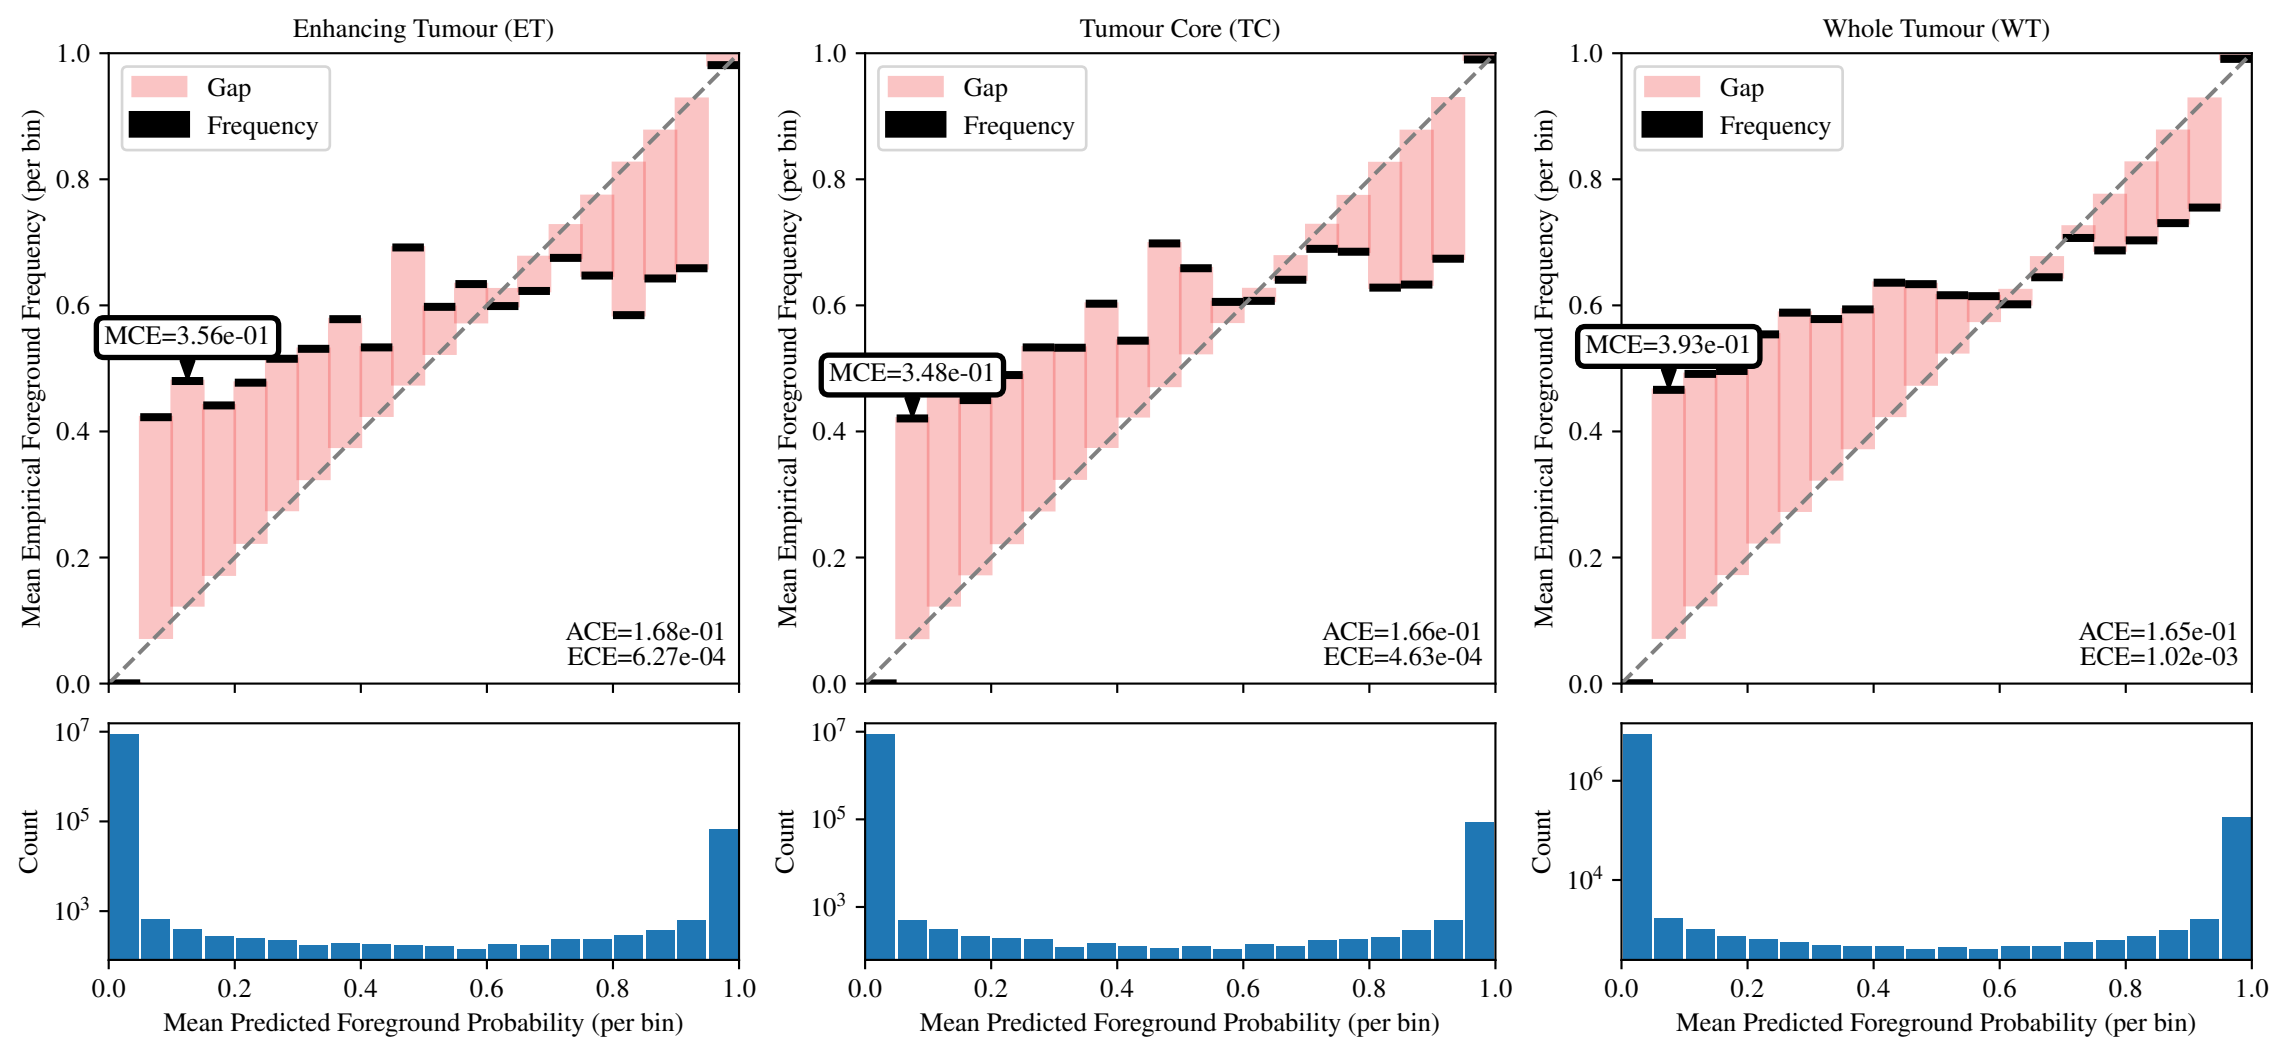 Enhancing Tumour (ET)
Mean Empirical Foreground Frequency (per bin)
1.0
0.8
0.6
0.4
0.2
0.0
Gap
Frequency
MCE=3.56e-01
ACE=1.68e-01
ECE=6.27e-04
Count
10^7
10^5
10^3
0.0 0.2 0.4 0.6 0.8 1.0
Mean Predicted Foreground Probability (per bin)
Tumour Core (TC)
Mean Empirical Foreground Frequency (per bin)
1.0
0.8
0.6
0.4
0.2
0.0
Gap
Frequency
MCE=3.48e-01
ACE=1.66e-01
ECE=4.63e-04
Count
10^7
10^5
10^3
0.0 0.2 0.4 0.6 0.8 1.0
Mean Predicted Foreground Probability (per bin)
Whole Tumour (WT)
Mean Empirical Foreground Frequency (per bin)
1.0
0.8
0.6
0.4
0.2
0.0
Gap
Frequency
MCE=3.93e-01
ACE=1.65e-01
ECE=1.02e-03
Count
10^6
10^4
0.0 0.2 0.4 0.6 0.8 1.0
Mean Predicted Foreground Probability (per bin)